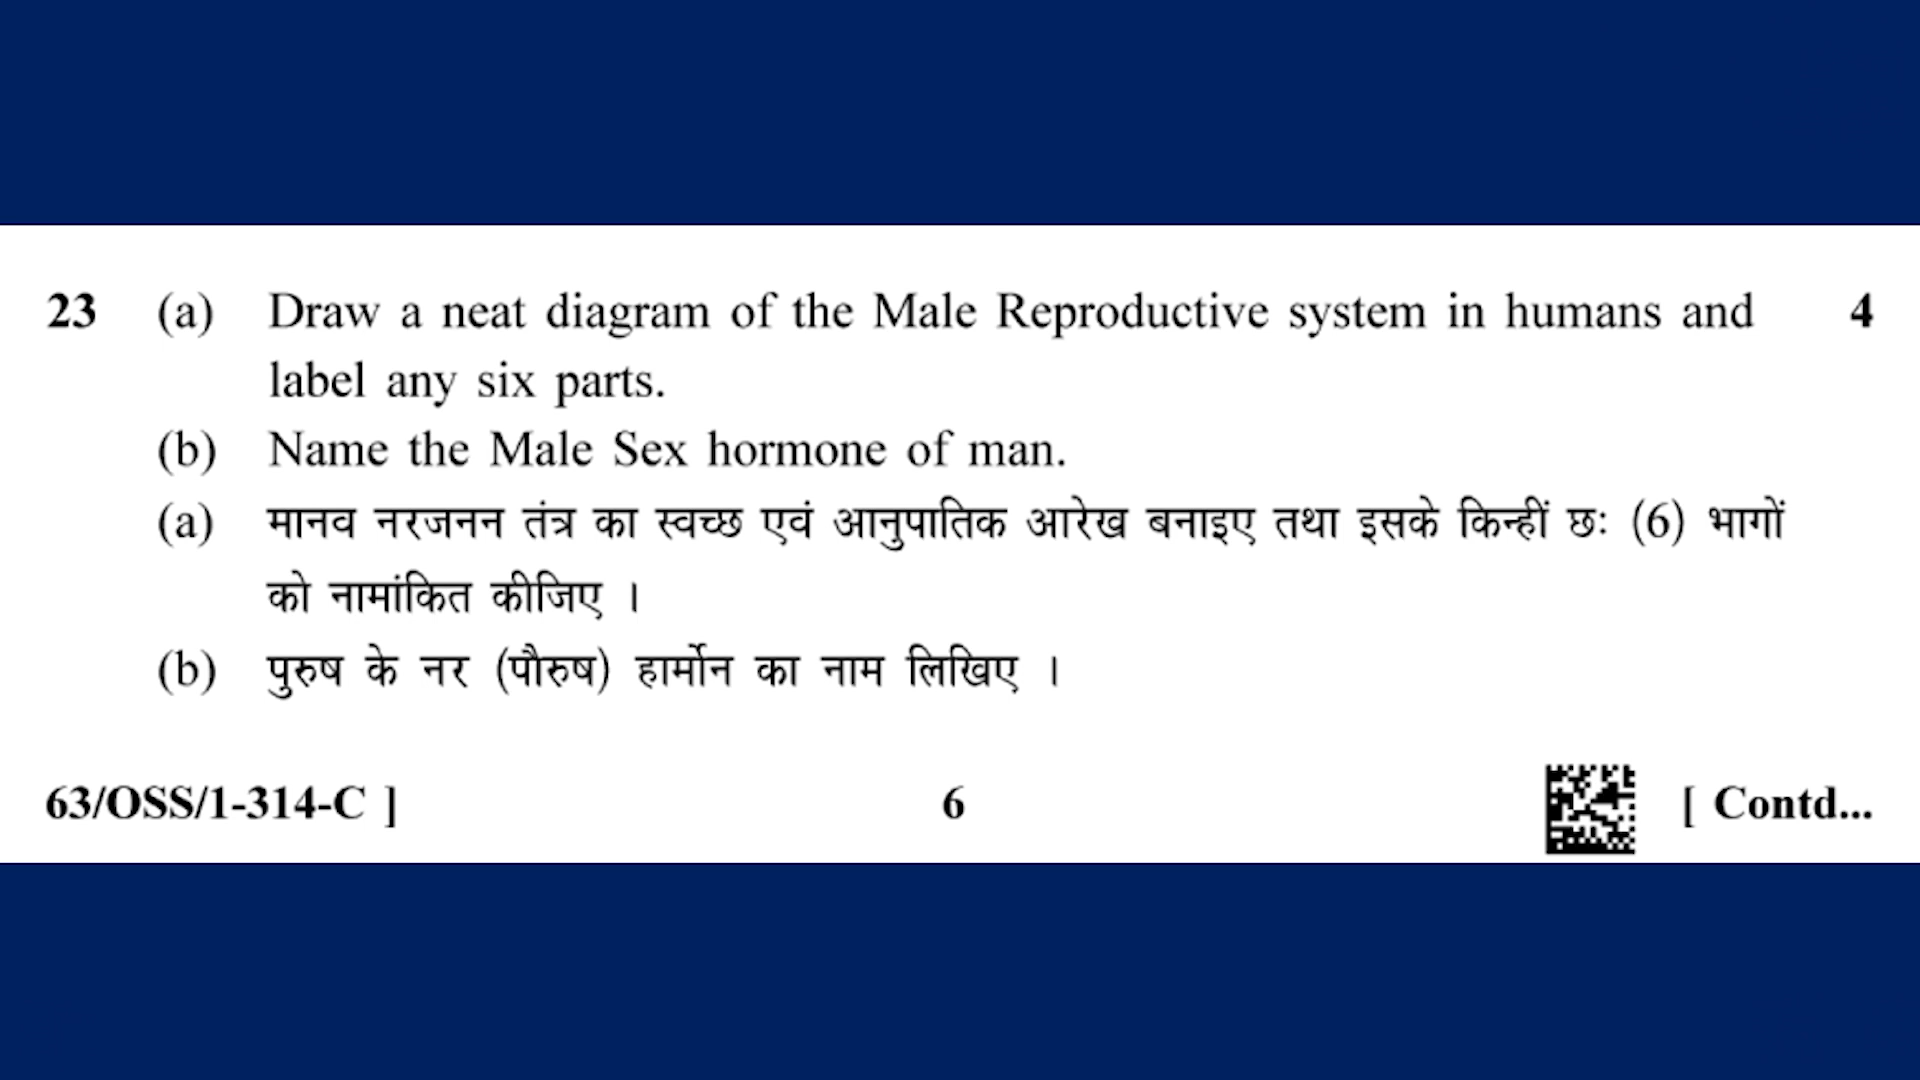 23 (a) Draw a neat diagram of the Male Reproductive system in humans and 4
label any six parts.
(b) Name the Male Sex hormone of man.
(a) मानव नरजनन तंत्र का स्वच्छ एवं आनुपातिक आरेख बनाइए तथा इसके किन्हीं छः (6) भागों
को नामांकित कीजिए ।
(b) पुरुष के नर (पौरुष) हार्मोन का नाम लिखिए ।
63/OSS/1-314-C ] 6 [ Contd...